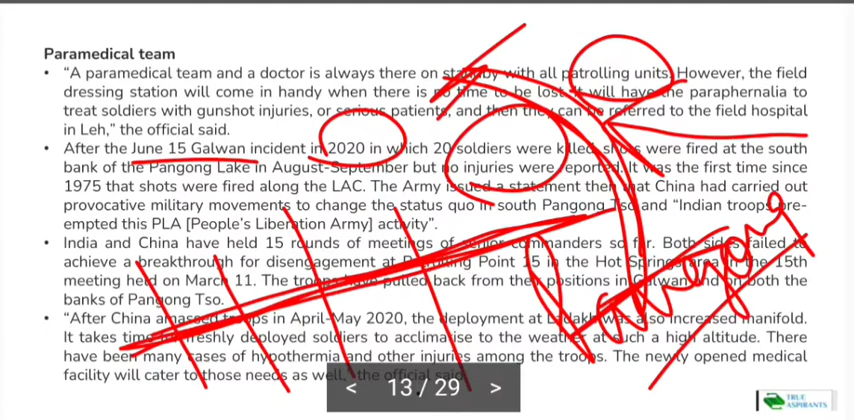 Paramedical team
• "A paramedical team and a doctor is always there on standby with all patrolling units. However, the field
dressing station will come in handy when there is no time to be lost. It will have the paraphernalia to
treat soldiers with gunshot injuries, or serious patients, and then they can be referred to the field hospital
in Leh," the official said.
• After the June 15 Galwan incident in 2020 in which 20 soldiers were killed, shots were fired at the south
bank of the Pangong Lake in August-September but no injuries were reported. It was the first time since
1975 that shots were fired along the LAC. The Army issued a statement then that China had carried out
provocative military movements to change the status quo in south Pangong Tso and "Indian troops pre-
empted this PLA [People's Liberation Army] activity".
• India and China have held 15 rounds of meetings of senior commanders so far. Both sides failed to
achieve a breakthrough for disengagement at Patrolling Point 15 in the Hot Springs area in the 15th
meeting held on March 11. The troops have pulled back from their positions in Galwan and on both the
banks of Pangong Tso.
• "After China amassed troops in April-May 2020, the deployment at Ladakh was also increased manifold.
It takes time for freshly deployed soldiers to acclimatise to the weather at such a high altitude. There
have been many cases of hypothermia and other injuries among the troops. The newly opened medical
facility will cater to those needs as well," the official said.
< 13 / 29 >
TRUE
ASPIRANTS